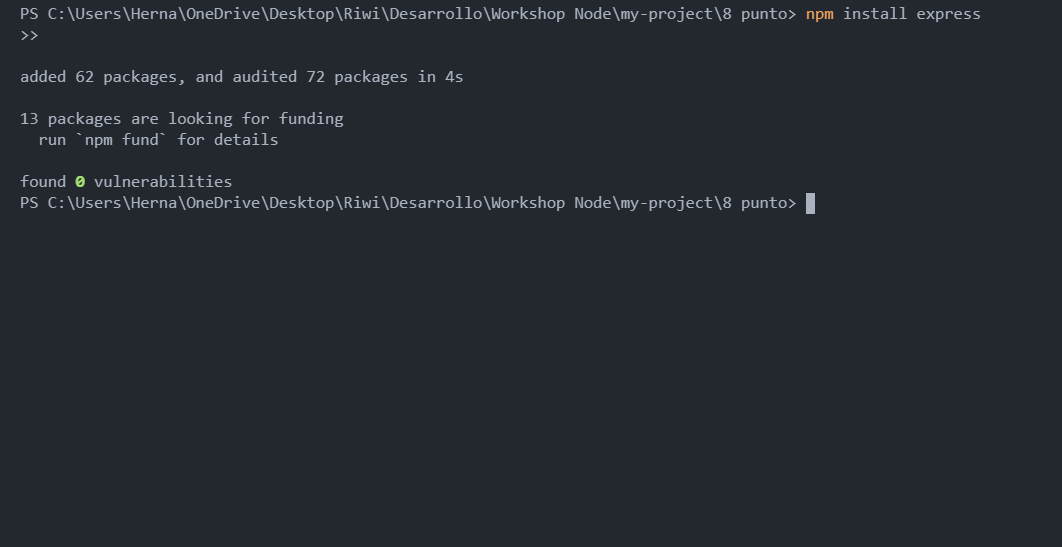 PS C:\Users\Herna\OneDrive\Desktop\Riwi\Desarrollo\Workshop Node\my-project\8 punto> npm install express
>>
added 62 packages, and audited 72 packages in 4s
13 packages are looking for funding
  run `npm fund` for details
found 0 vulnerabilities
PS C:\Users\Herna\OneDrive\Desktop\Riwi\Desarrollo\Workshop Node\my-project\8 punto>